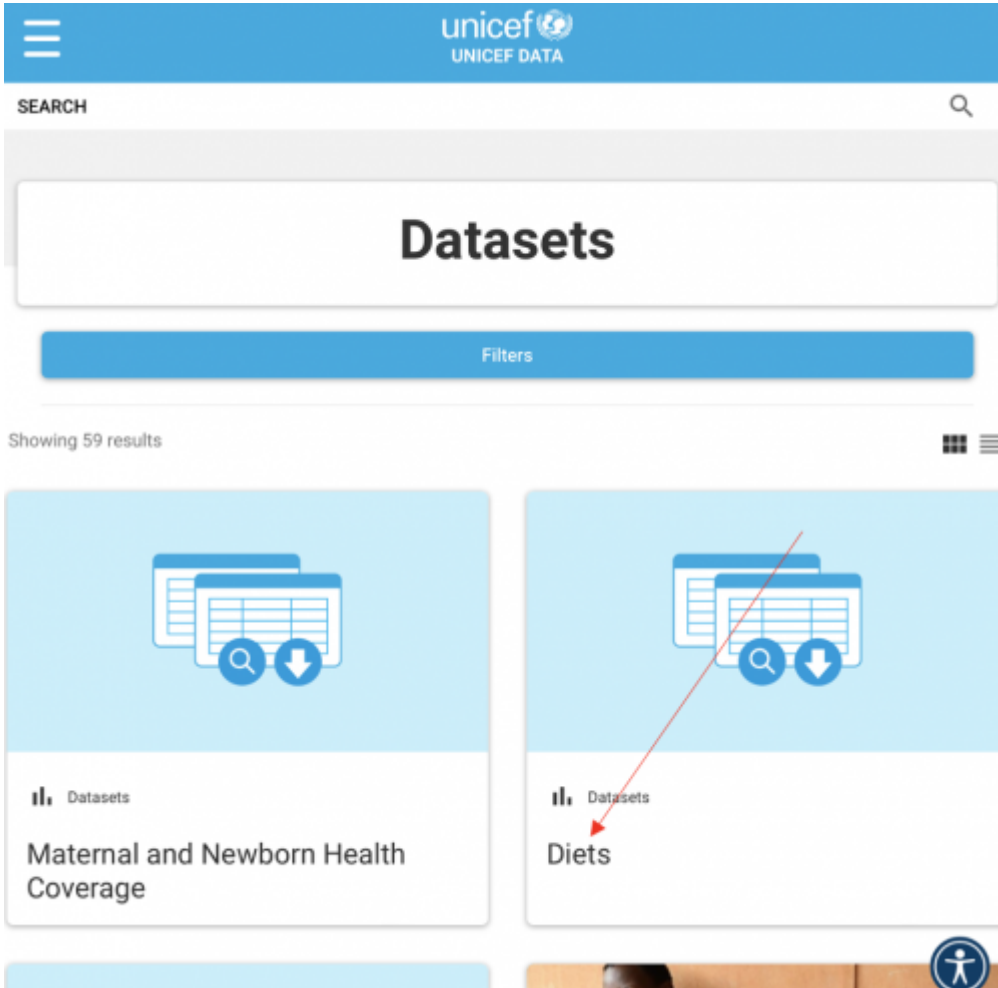 unicef
UNICEF DATA
SEARCH
Datasets
Filters
Showing 59 results
Datasets
Maternal and Newborn Health
Coverage
Datasets
Diets